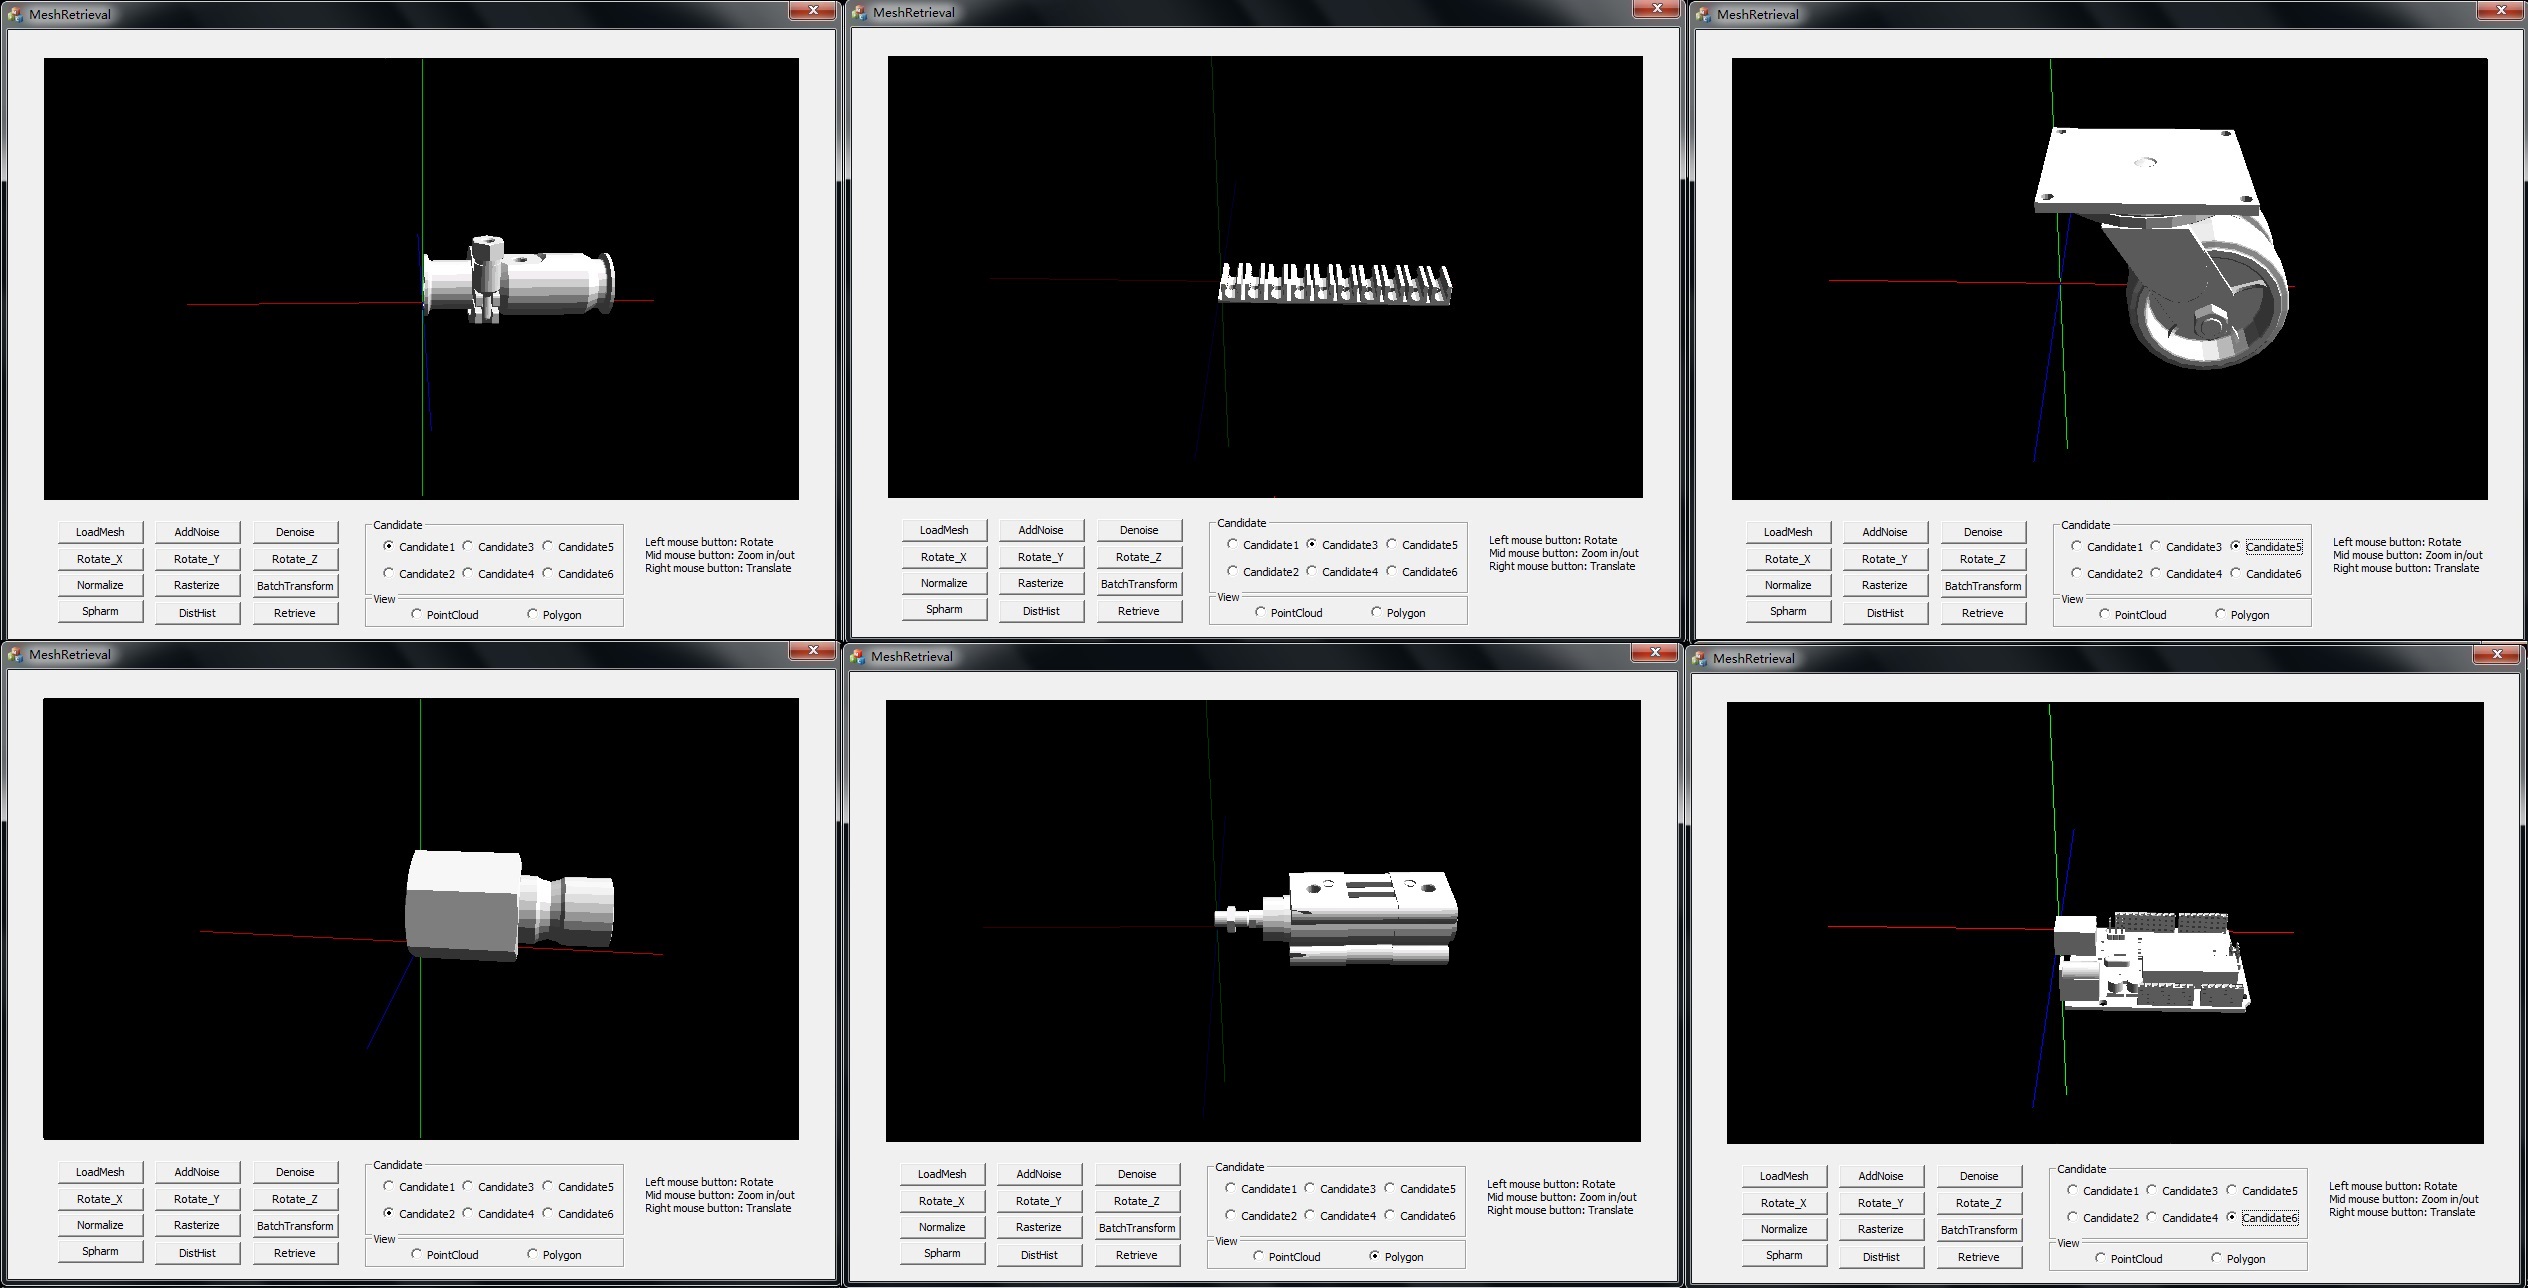 MeshRetrieval
LoadMesh AddNoise Denoise
Rotate_X Rotate_Y Rotate_Z
Normalize Rasterize BatchTransform
Spharm DistHist Retrieve
Candidate
Candidate1 Candidate3 Candidate5
Candidate2 Candidate4 Candidate6
View
PointCloud Polygon
Left mouse button: Rotate
Mid mouse button: Zoom in/out
Right mouse button: Translate
MeshRetrieval
LoadMesh AddNoise Denoise
Rotate_X Rotate_Y Rotate_Z
Normalize Rasterize BatchTransform
Spharm DistHist Retrieve
Candidate
Candidate1 Candidate3 Candidate5
Candidate2 Candidate4 Candidate6
View
PointCloud Polygon
Left mouse button: Rotate
Mid mouse button: Zoom in/out
Right mouse button: Translate
MeshRetrieval
LoadMesh AddNoise Denoise
Rotate_X Rotate_Y Rotate_Z
Normalize Rasterize BatchTransform
Spharm DistHist Retrieve
Candidate
Candidate1 Candidate3 Candidate5
Candidate2 Candidate4 Candidate6
View
PointCloud Polygon
Left mouse button: Rotate
Mid mouse button: Zoom in/out
Right mouse button: Translate
MeshRetrieval
LoadMesh AddNoise Denoise
Rotate_X Rotate_Y Rotate_Z
Normalize Rasterize BatchTransform
Spharm DistHist Retrieve
Candidate
Candidate1 Candidate3 Candidate5
Candidate2 Candidate4 Candidate6
View
PointCloud Polygon
Left mouse button: Rotate
Mid mouse button: Zoom in/out
Right mouse button: Translate
MeshRetrieval
LoadMesh AddNoise Denoise
Rotate_X Rotate_Y Rotate_Z
Normalize Rasterize BatchTransform
Spharm DistHist Retrieve
Candidate
Candidate1 Candidate3 Candidate5
Candidate2 Candidate4 Candidate6
View
PointCloud Polygon
Left mouse button: Rotate
Mid mouse button: Zoom in/out
Right mouse button: Translate
MeshRetrieval
LoadMesh AddNoise Denoise
Rotate_X Rotate_Y Rotate_Z
Normalize Rasterize BatchTransform
Spharm DistHist Retrieve
Candidate
Candidate1 Candidate3 Candidate5
Candidate2 Candidate4 Candidate6
View
PointCloud Polygon
Left mouse button: Rotate
Mid mouse button: Zoom in/out
Right mouse button: Translate